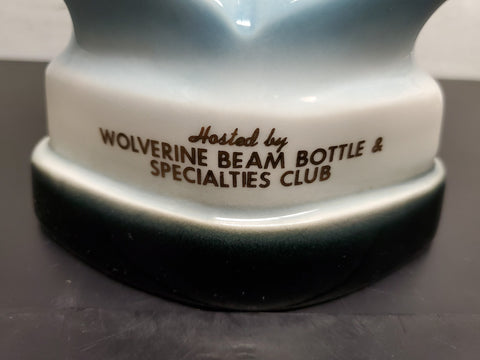 Hosted by
WOLVERINE BEAM BOTTLE &
SPECIALTIES CLUB